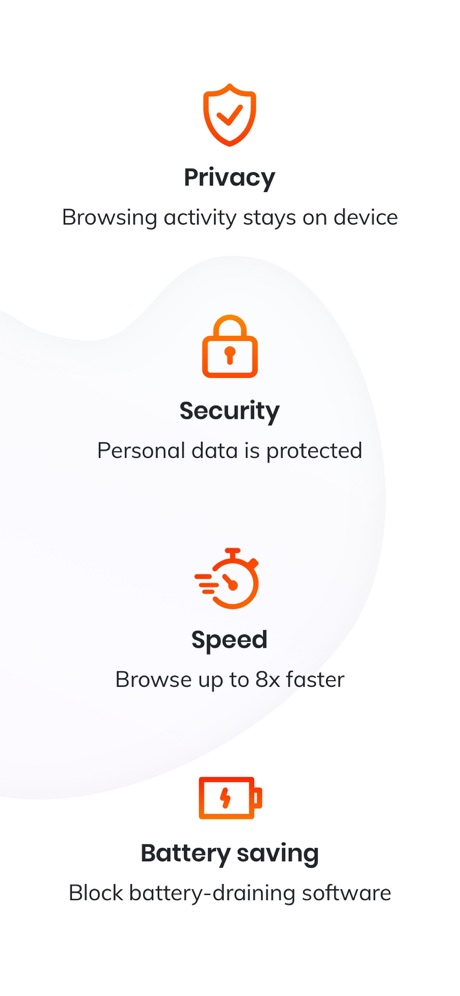 Privacy
Browsing activity stays on device
Security
Personal data is protected
Speed
Browse up to 8x faster
Battery saving
Block battery-draining software